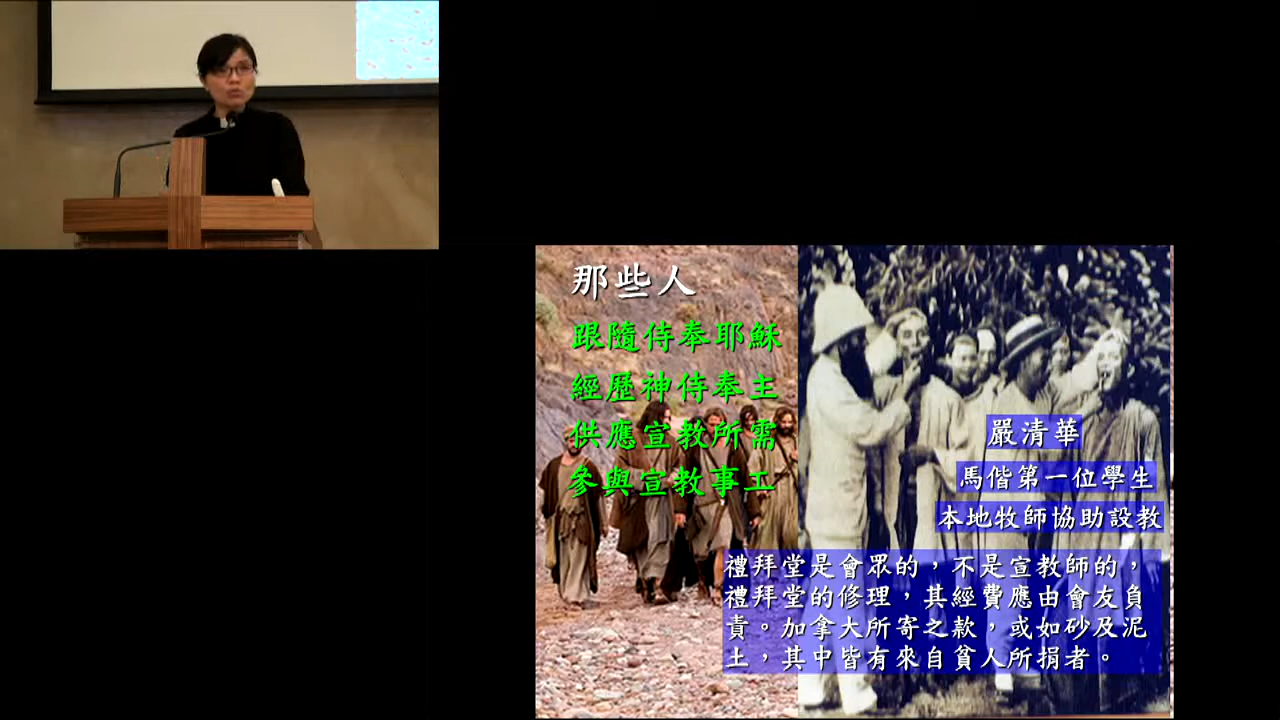 那些人
跟隨侍奉耶穌
經歷神侍奉主
供應宣教所需
參與宣教事工
嚴清華
馬偕第一位學生
本地牧師協助設教
禮拜堂是會眾的，不是宣教師的，
禮拜堂的修理，其經費應由會友負
責。加拿大所寄之款，或如砂及泥
土，其中皆有來自貧人所捐者。